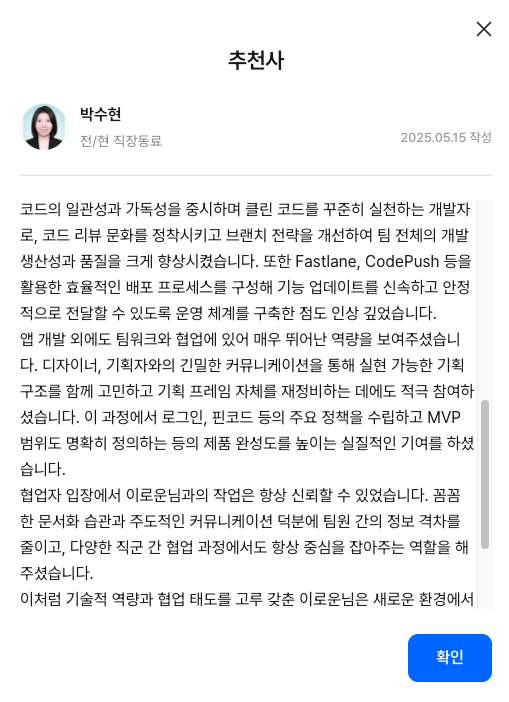 추천사
박수현
전/현 직장동료
2025.05.15 작성
코드의 일관성과 가독성을 중시하며 클린 코드를 꾸준히 실천하는 개발자
로, 코드 리뷰 문화를 정착시키고 브랜치 전략을 개선하여 팀 전체의 개발
생산성과 품질을 크게 향상시켰습니다. 또한 Fastlane, CodePush 등을
활용한 효율적인 배포 프로세스를 구성해 기능 업데이트를 신속하고 안정
적으로 전달할 수 있도록 운영 체계를 구축한 점도 인상 깊었습니다.
앱 개발 외에도 팀워크와 협업에 있어 매우 뛰어난 역량을 보여주셨습니
다. 디자이너, 기획자와의 긴밀한 커뮤니케이션을 통해 실현 가능한 기획
구조를 함께 고민하고 기획 프레임 자체를 재정비하는 데에도 적극 참여하
셨습니다. 이 과정에서 로그인, 핀코드 등의 주요 정책을 수립하고 MVP
범위도 명확히 정의하는 등의 제품 완성도를 높이는 실질적인 기여를 하셨
습니다.
협업자 입장에서 이로운님과의 작업은 항상 신뢰할 수 있었습니다. 꼼꼼
한 문서화 습관과 주도적인 커뮤니케이션 덕분에 팀원 간의 정보 격차를
줄이고, 다양한 직군 간 협업 과정에서도 항상 중심을 잡아주는 역할을 해
주셨습니다.
이처럼 기술적 역량과 협업 태도를 고루 갖춘 이로운님은 새로운 환경에서
확인